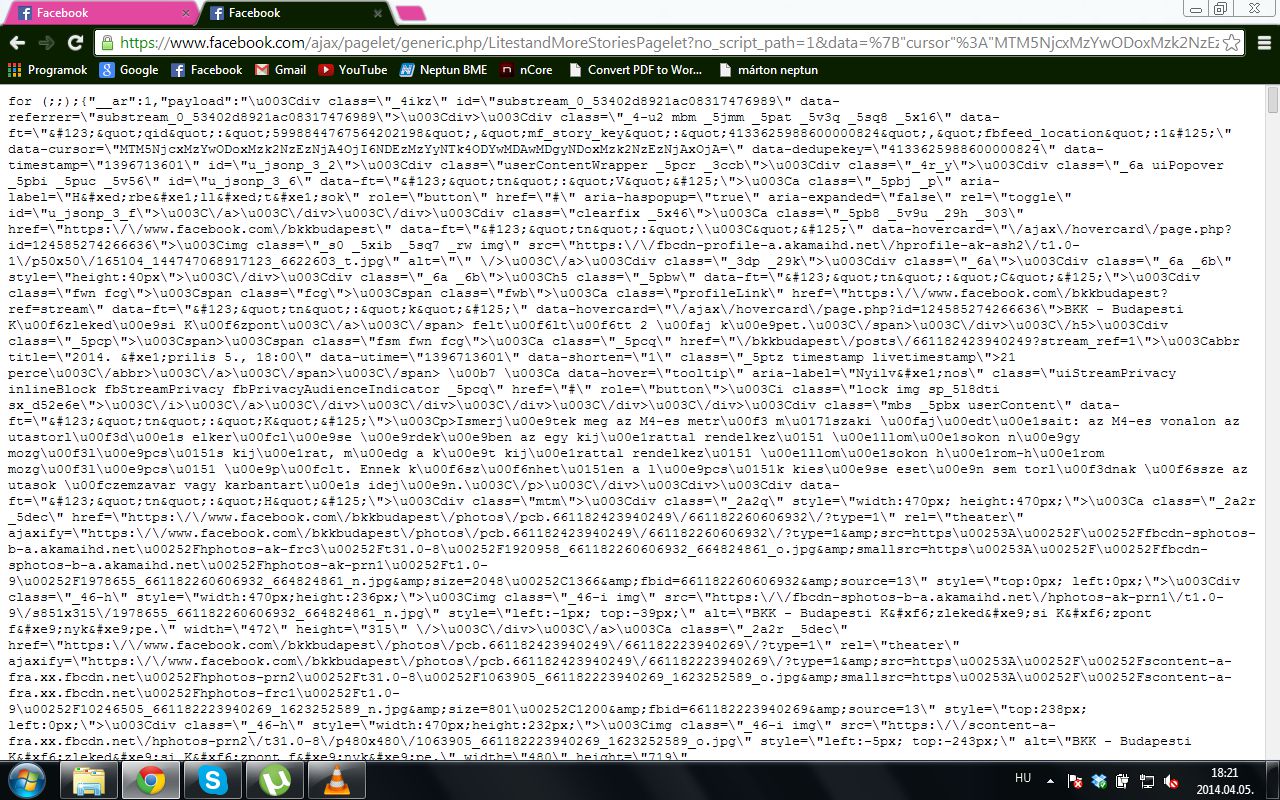 Facebook
Facebook
https://www.facebook.com/ajax/pagelet/generic.php/LitestandMoreStoriesPagelet?no_script_path=1&data=%7B"cursor"%3A"MTM5NjcxMzYwODoxMzk2NzEz
Programok Google Facebook Gmail YouTube Neptun BME nCore Convert PDF to Wor... márton neptun
for (;;);{"__ar":1,"payload":"\u003Cdiv class=\"_4ikz\" id=\"substream_0_53402d8921ac08317476989\" data-
referrer=\"substream_0_53402d8921ac08317476989\">\u003Cdiv>\u003Cdiv class=\"_4-u2 mbm _5jmm _5pat _5v3q _5sq8 _5x16\" data-
ft=\"&#123;&quot;qid&quot;:&quot;5998844767564202198&quot;,&quot;mf_story_key&quot;:&quot;4133625988600000824&quot;,&quot;fbfeed_location&quot;:1&#125;\"
data-cursor=\"MTM5NjcxMzYwODoxMzk2NzEzNjA4OjI6NDEzMzYyNTk4ODYwMDAwMDgyNDoxMzk2NzEzNjAxOjA=\" data-dedupekey=\"4133625988600000824\" data-
timestamp=\"1396713601\" id=\"u_jsonp_3_2\">\u003Cdiv class=\"userContentWrapper _5pcr _3ccb\">\u003Cdiv class=\"_4r_y\">\u003Cdiv class=\"_6a uiPopover
_5pbi _5puc _5v56\" id=\"u_jsonp_3_6\" data-ft=\"&#123;&quot;tn&quot;:&quot;V&quot;&#125;\">\u003Ca class=\"_5pbj _p\" aria-
label=\"H&#xed;rbe&#xe1;ll&#xed;t&#xe1;sok\" role=\"button\" href=\"#\" aria-haspopup=\"true\" aria-expanded=\"false\" rel=\"toggle\"
id=\"u_jsonp_3_f\">\u003C\/a>\u003C\/div>\u003C\/div>\u003Cdiv class=\"clearfix _5x46\">\u003Ca class=\"_5pb8 _5v9u _29h _303\"
href=\"https:\/\/www.facebook.com\/bkkbudapest\" data-ft=\"&#123;&quot;tn&quot;:&quot;\\u003C&quot;&#125;\" data-hovercard=\"\/ajax\/hovercard\/page.php?
id=124585274266636\">\u003Cimg class=\"_s0 _5xib _5sq7 _rw img\" src=\"https:\/\/fbcdn-profile-a.akamaihd.net\/hprofile-ak-ash2\/t1.0-
1\/p50x50\/165104_144747068917123_6622603_t.jpg\" alt=\"\" \/>\u003C\/a>\u003Cdiv class=\"_3dp _29k\">\u003Cdiv class=\"_6a\">\u003Cdiv class=\"_6a _6b\"
style=\"height:40px\">\u003C\/div>\u003Cdiv class=\"_6a _6b\">\u003Ch5 class=\"_5pbw\" data-ft=\"&#123;&quot;tn&quot;:&quot;C&quot;&#125;\">\u003Cdiv
class=\"fwn fcg\">\u003Cspan class=\"fcg\">\u003Cspan class=\"fwb\">\u003Ca class=\"profileLink\" href=\"https:\/\/www.facebook.com\/bkkbudapest?
ref=stream\" data-ft=\"&#123;&quot;tn&quot;:&quot;k&quot;&#125;\" data-hovercard=\"\/ajax\/hovercard\/page.php?id=124585274266636\">BKK - Budapesti
K\u00f6zleked\u00e9si K\u00f6zpont\u003C\/a>\u003C\/span> felt\u00f6lt\u00f6tt 2 \u00faj k\u00e9pet.\u003C\/span>\u003C\/div>\u003C\/h5>\u003Cdiv
class=\"_5pcp\">\u003Cspan>\u003Cspan class=\"fsm fwn fcg\">\u003Ca class=\"_5pcq\" href=\"\/bkkbudapest\/posts\/661182423940249?stream_ref=1\">\u003Cabbr
title=\"2014. &#xe1;prilis 5., 18:00\" data-utime=\"1396713601\" data-shorten=\"1\" class=\"_5ptz timestamp livetimestamp\">21
perce\u003C\/abbr>\u003C\/a>\u003C\/span>\u003C\/span> \u00b7 \u003Ca data-hover=\"tooltip\" aria-label=\"Nyilv&#xe1;nos\" class=\"uiStreamPrivacy
inlineBlock fbStreamPrivacy fbPrivacyAudienceIndicator _5pcq\" href=\"#\" role=\"button\">\u003Ci class=\"lock img sp_5l8dti
sx_d52e6e\">\u003C\/i>\u003C\/a>\u003C\/div>\u003C\/div>\u003C\/div>\u003C\/div>\u003C\/div>\u003Cdiv class=\"mbs _5pbx userContent\" data-
ft=\"&#123;&quot;tn&quot;:&quot;K&quot;&#125;\">\u003Cp>Ismerj\u00e9tek meg az M4-es metr\u00f3 m\u0171szaki \u00faj\u00edt\u00e1sait: az M4-es vonalon az
utastorl\u00f3d\u00e1s elker\u00fcl\u00e9se \u00e9rdek\u00e9ben az egy kij\u00e1rattal rendelkez\u0151 \u00e1llom\u00e1sokon n\u00e9gy
mozg\u00f3l\u00e9pcs\u0151s kij\u00e1rat, m\u00edg a k\u00e9t kij\u00e1rattal rendelkez\u0151 \u00e1llom\u00e1sokon h\u00e1rom-h\u00e1rom
mozg\u00f3l\u00e9pcs\u0151 \u00e9p\u00fclt. Ennek k\u00f6sz\u00f6nhet\u0151en a l\u00e9pcs\u0151k kies\u00e9se eset\u00e9n sem torl\u00f3dnak \u00f6ssze az
utasok \u00fczemzavar vagy karbantart\u00e1s idej\u00e9n.\u003C\/p>\u003C\/div>\u003Cdiv>\u003Cdiv data-
ft=\"&#123;&quot;tn&quot;:&quot;H&quot;&#125;\">\u003Cdiv class=\"mtm\">\u003Cdiv class=\"_2a2q\" style=\"width:470px; height:470px;\">\u003Ca class=\"_2a2r
_5dec\" href=\"https:\/\/www.facebook.com\/bkkbudapest\/photos\/pcb.661182423940249\/661182260606932\/?type=1\" rel=\"theater\"
ajaxify=\"https:\/\/www.facebook.com\/bkkbudapest\/photos\/pcb.661182423940249\/661182260606932\/?type=1&amp;src=https\u00253A\u00252F\u00252Ffbcdn-sphotos-
b-a.akamaihd.net\u00252Fhphotos-ak-frc3\u00252Ft31.0-8\u00252F1920958_661182260606932_664824861_o.jpg&amp;smallsrc=https\u00253A\u00252F\u00252Ffbcdn-
sphotos-b-a.akamaihd.net\u00252Fhphotos-ak-prn1\u00252Ft1.0-
9\u00252F1978655_661182260606932_664824861_n.jpg&amp;size=2048\u00252C1366&amp;fbid=661182260606932&amp;source=13\" style=\"top:0px; left:0px;\">\u003Cdiv
class=\"_46-h\" style=\"width:470px;height:236px;\">\u003Cimg class=\"_46-i img\" src=\"https:\/\/fbcdn-sphotos-b-a.akamaihd.net\/hphotos-ak-prn1\/t1.0-
9\/s851x315\/1978655_661182260606932_664824861_n.jpg\" style=\"left:-1px; top:-39px;\" alt=\"BKK - Budapesti K&#xf6;zleked&#xe9;si K&#xf6;zpont
f&#xe9;nyk&#xe9;pe.\" width=\"472\" height=\"315\" \/>\u003C\/div>\u003C\/a>\u003Ca class=\"_2a2r _5dec\"
href=\"https:\/\/www.facebook.com\/bkkbudapest\/photos\/pcb.661182423940249\/661182223940269\/?type=1\" rel=\"theater\"
ajaxify=\"https:\/\/www.facebook.com\/bkkbudapest\/photos\/pcb.661182423940249\/661182223940269\/?type=1&amp;src=https\u00253A\u00252F\u00252Fscontent-a-
fra.xx.fbcdn.net\u00252Fhphotos-prn2\u00252Ft31.0-8\u00252F1063905_661182223940269_1623252589_o.jpg&amp;smallsrc=https\u00253A\u00252F\u00252Fscontent-a-
fra.xx.fbcdn.net\u00252Fhphotos-frc1\u00252Ft1.0-
9\u00252F10246505_661182223940269_1623252589_n.jpg&amp;size=801\u00252C1200&amp;fbid=661182223940269&amp;source=13\" style=\"top:238px;
left:0px;\">\u003Cdiv class=\"_46-h\" style=\"width:470px;height:232px;\">\u003Cimg class=\"_46-i img\" src=\"https:\/\/scontent-a-
fra.xx.fbcdn.net\/hphotos-prn2\/t31.0-8\/p480x480\/1063905_661182223940269_1623252589_o.jpg\" style=\"left:-5px; top:-243px;\" alt=\"BKK - Budapesti
K&#xf6;zleked&#xe9;si K&#xf6;zpont f&#xe9;nyk&#xe9;pe.\" width=\"480\" height=\"719\"
HU
18:21
2014.04.05.